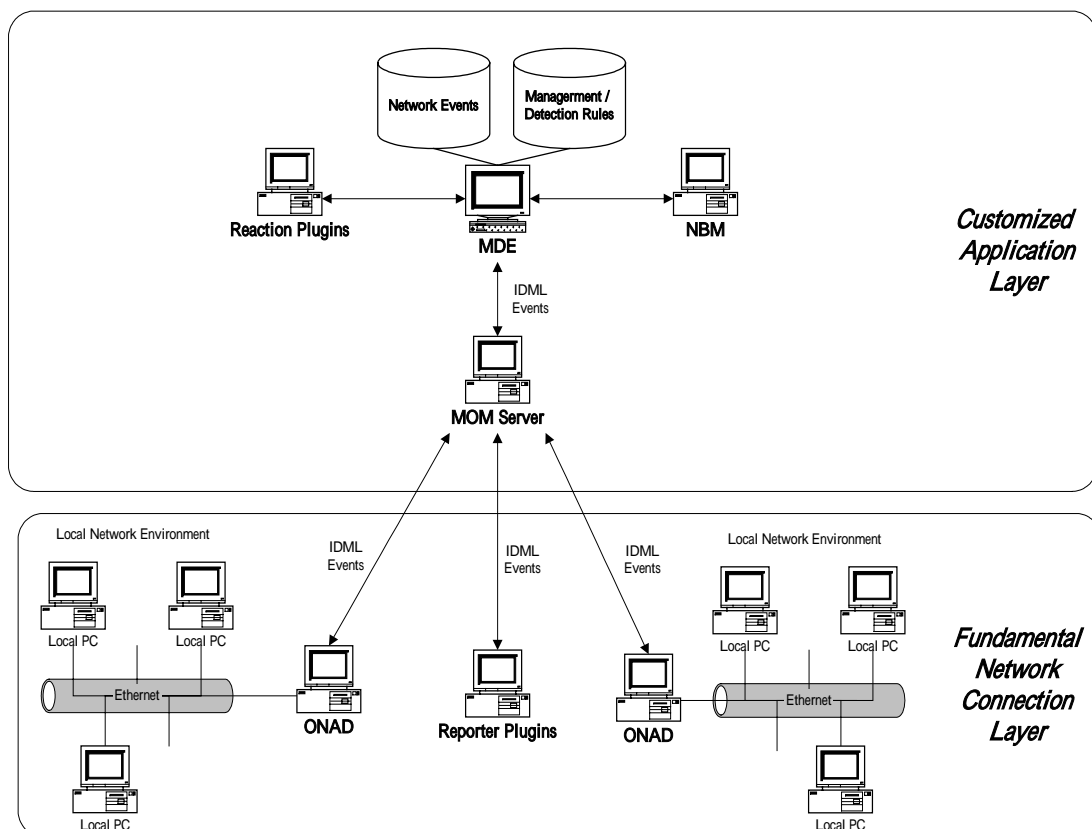 Network Events
Managerment /
Detection Rules
Reaction Plugins
MDE
NBM
Customized
Application
Layer
IDML
Events
MOM Server
Local Network Environment
IDML
Events
IDML
Events
IDML
Events
Local Network Environment
Local PC
Local PC
Local PC
Local PC
Fundamental
Network
Connection
Layer
Ethernet
Ethernet
ONAD
Reporter Plugins
ONAD
Local PC
Local PC